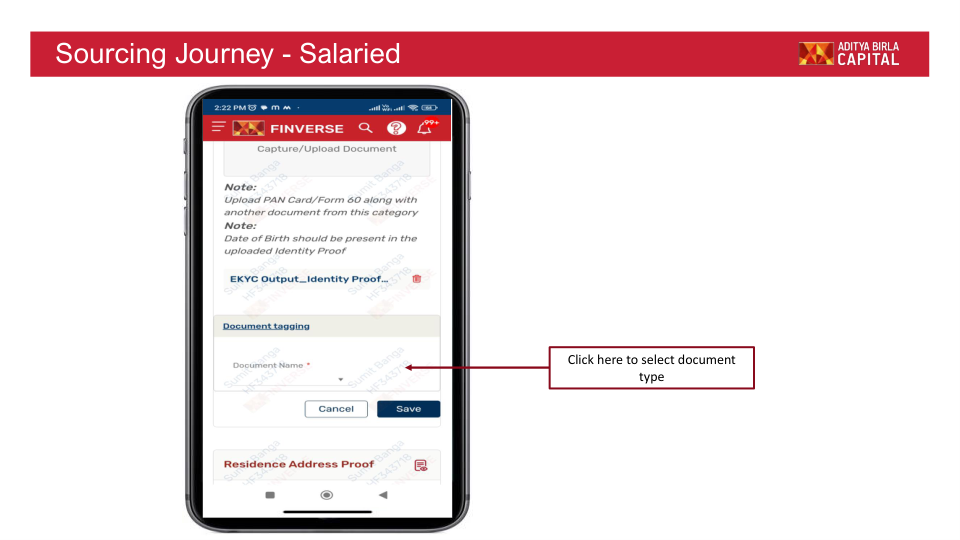 Sourcing Journey - Salaried
ADITYA BIRLA
CAPITAL
2:22 PM
FINVERSE
99+
Capture/Upload Document
Note:
Upload PAN Card/Form 60 along with
another document from this category
Note:
Date of Birth should be present in the
uploaded Identity Proof
EKYC Output_Identity Proof...
Document tagging
Document Name *
Click here to select document
type
Cancel
Save
Residence Address Proof
Sumit Banga
HF343718